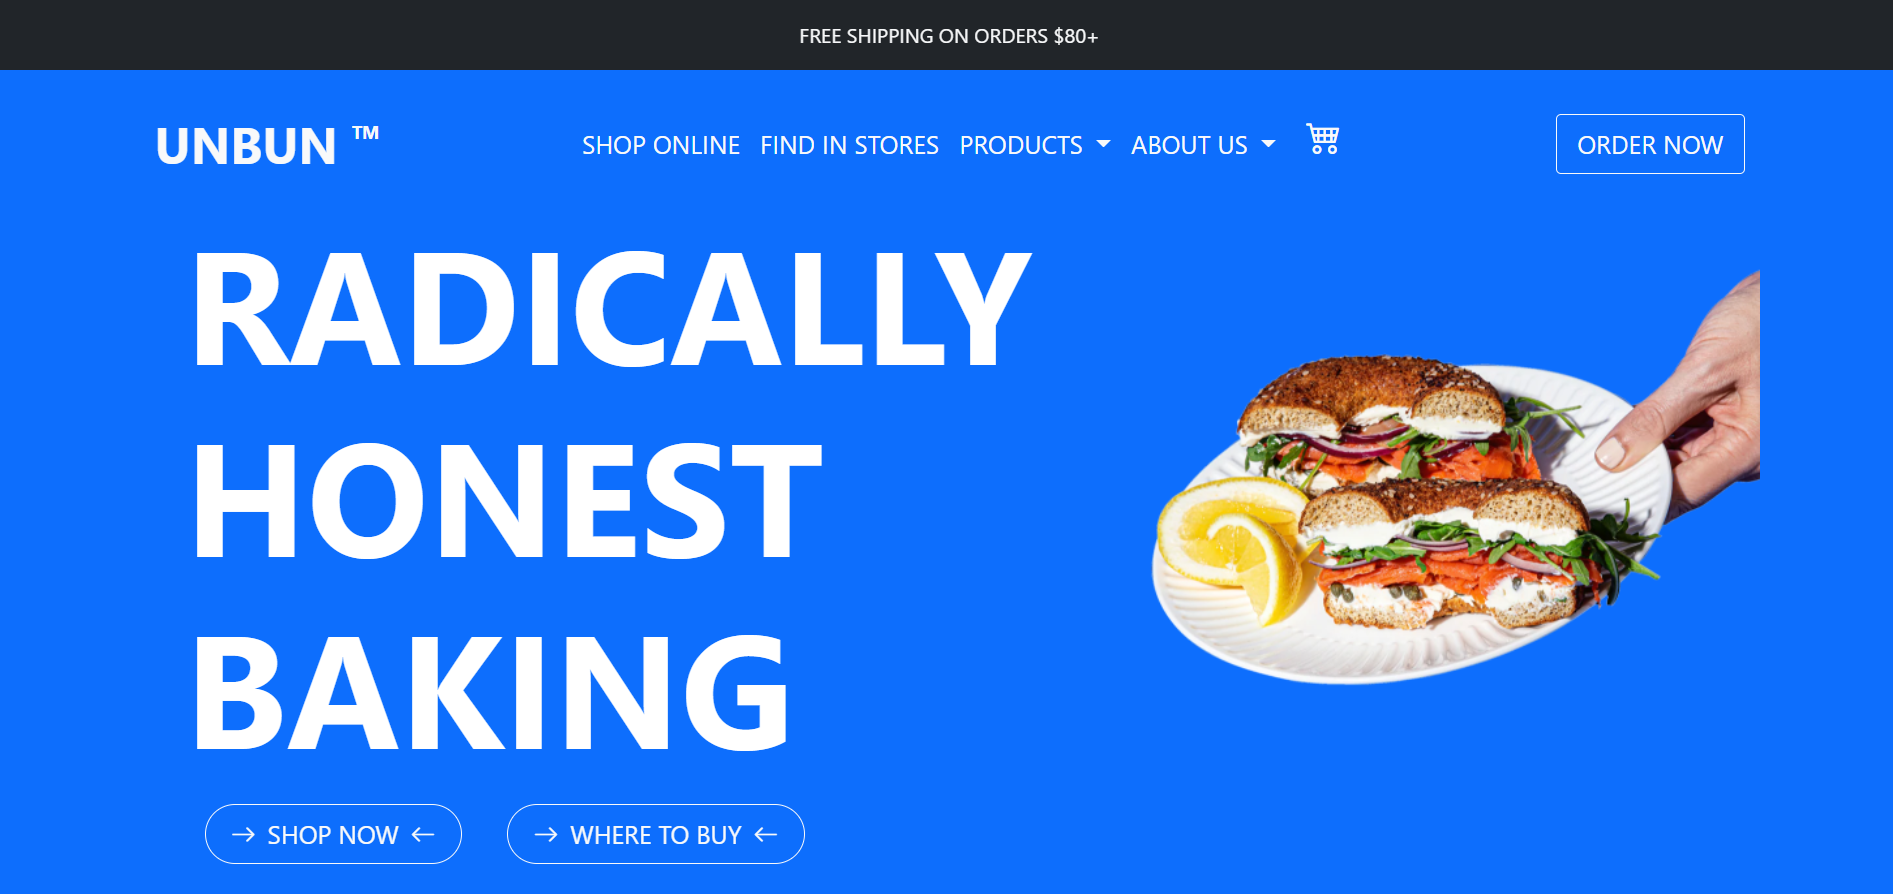 FREE SHIPPING ON ORDERS $80+
UNBUN ™
SHOP ONLINE FIND IN STORES PRODUCTS ABOUT US
ORDER NOW
RADICALLY
HONEST
BAKING
→ SHOP NOW ←
→ WHERE TO BUY ←